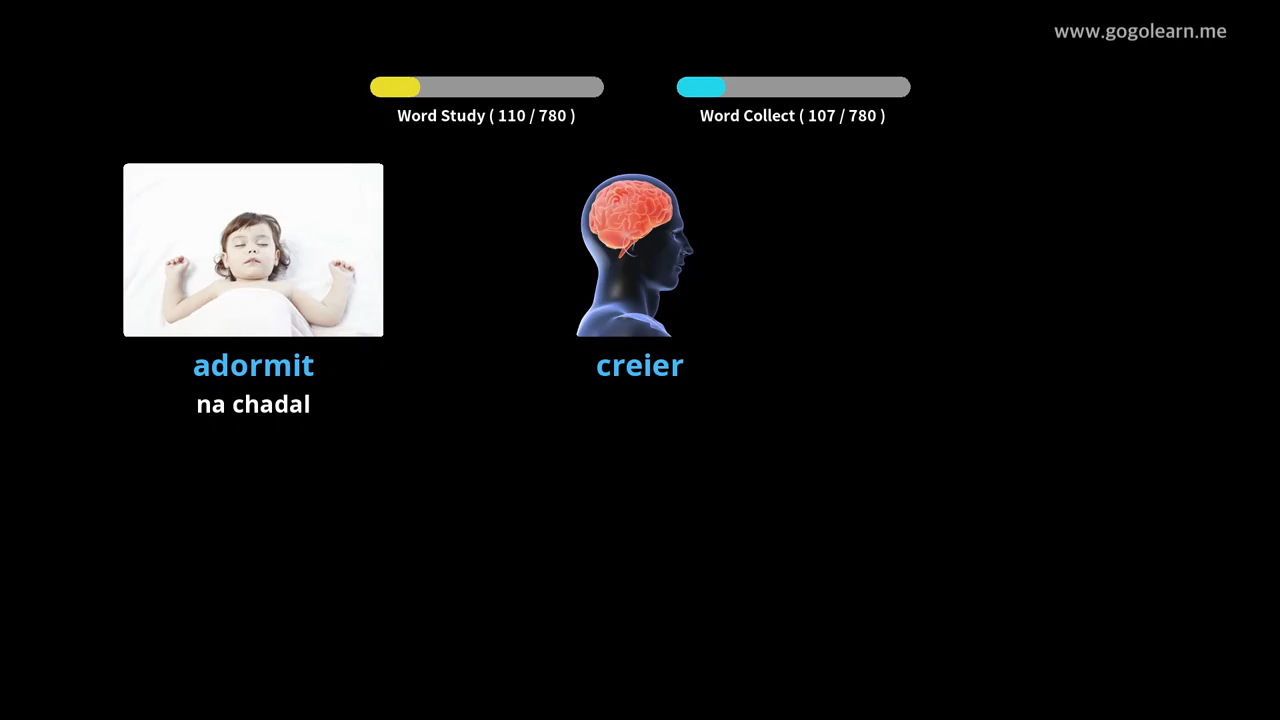 www.gogolearn.me
Word Study ( 110 / 780 )
Word Collect ( 107 / 780 )
adormit
na chadal
creier